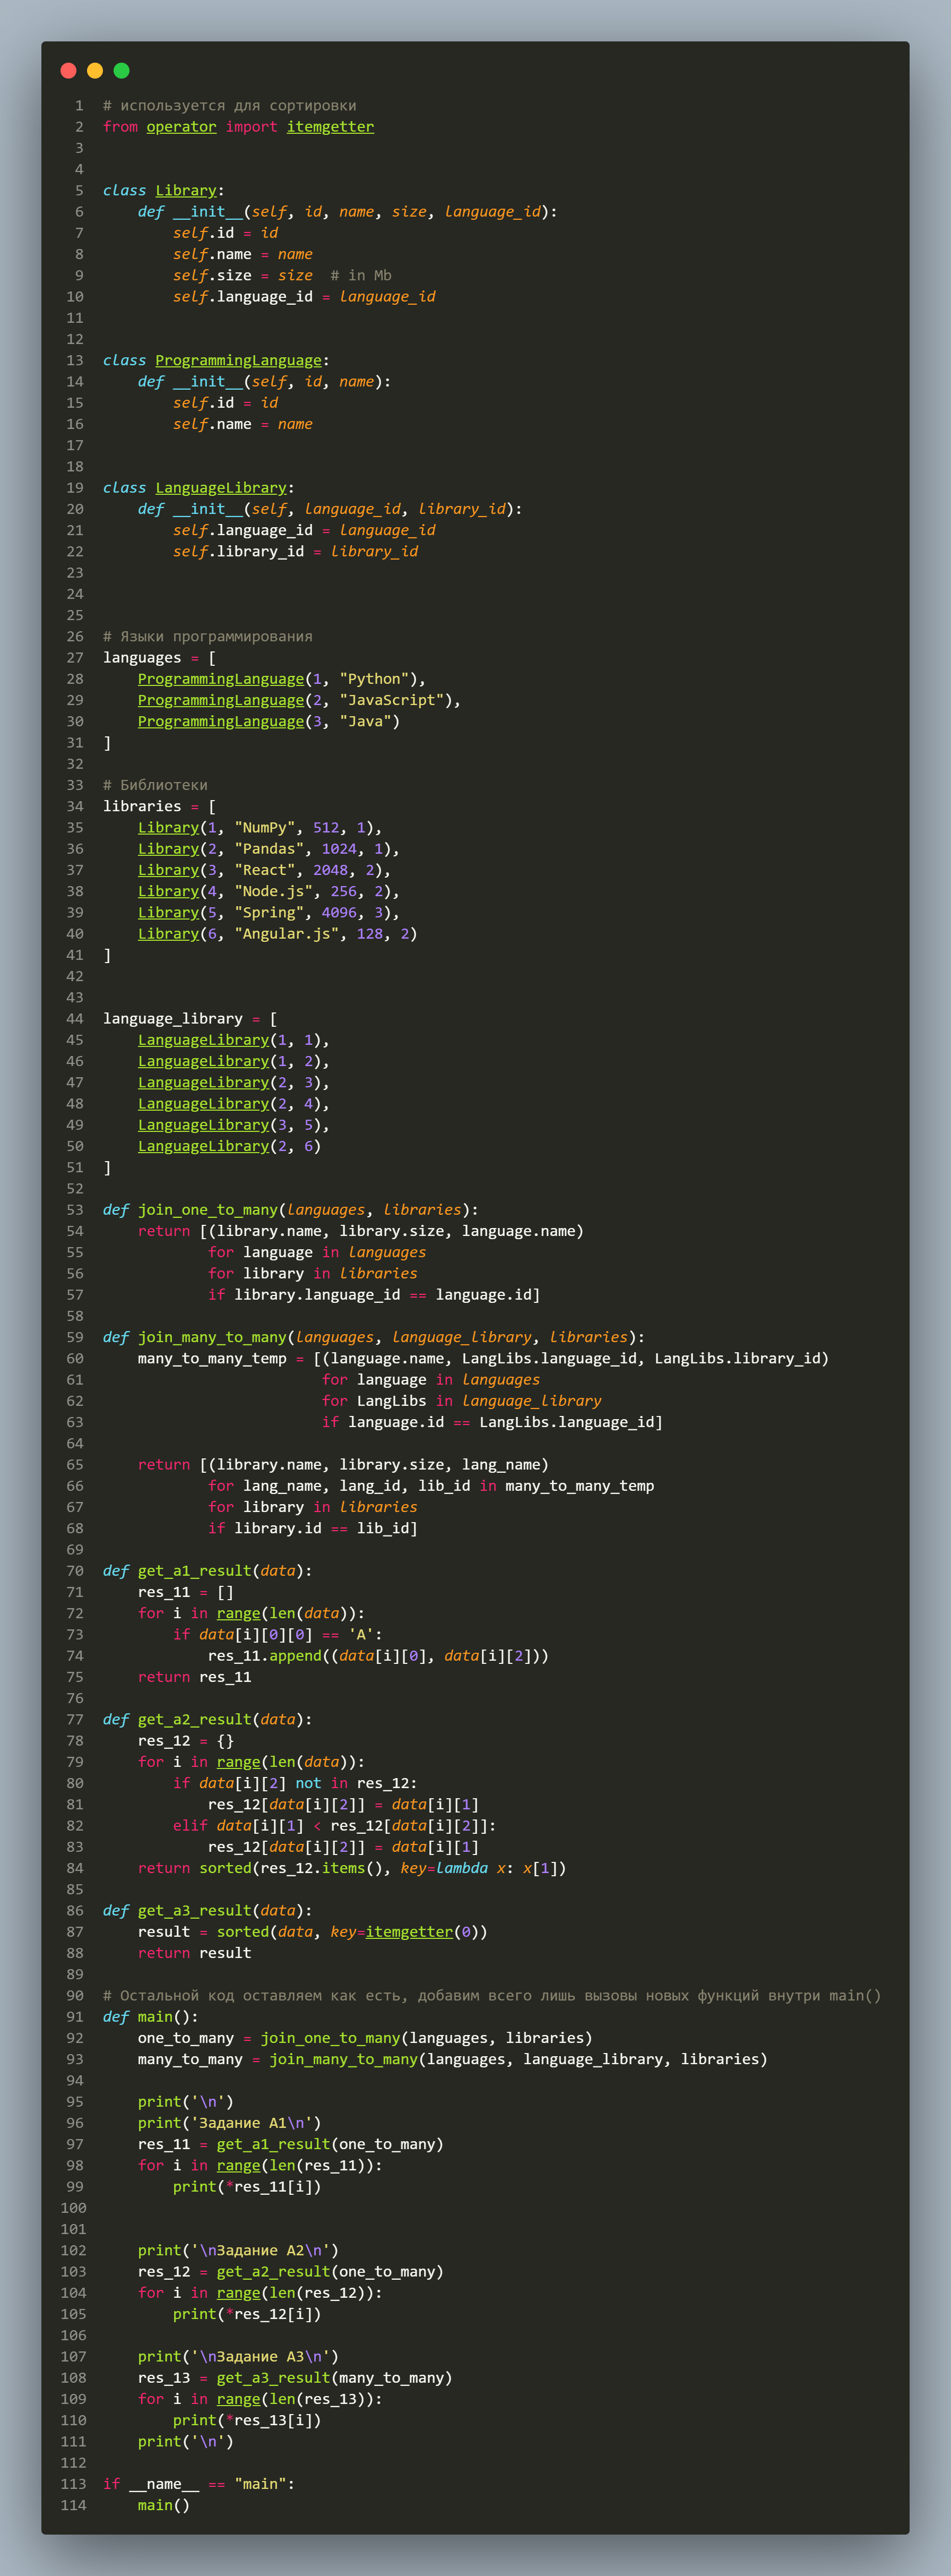 1 # используется для сортировки
2 from operator import itemgetter
3
4
5 class Library:
6     def __init__(self, id, name, size, language_id):
7         self.id = id
8         self.name = name
9         self.size = size  # in Mb
10         self.language_id = language_id
11
12
13 class ProgrammingLanguage:
14     def __init__(self, id, name):
15         self.id = id
16         self.name = name
17
18
19 class LanguageLibrary:
20     def __init__(self, language_id, library_id):
21         self.language_id = language_id
22         self.library_id = library_id
23
24
25
26 # Языки программирования
27 languages = [
28     ProgrammingLanguage(1, "Python"),
29     ProgrammingLanguage(2, "JavaScript"),
30     ProgrammingLanguage(3, "Java")
31 ]
32
33 # Библиотеки
34 libraries = [
35     Library(1, "NumPy", 512, 1),
36     Library(2, "Pandas", 1024, 1),
37     Library(3, "React", 2048, 2),
38     Library(4, "Node.js", 256, 2),
39     Library(5, "Spring", 4096, 3),
40     Library(6, "Angular.js", 128, 2)
41 ]
42
43
44 language_library = [
45     LanguageLibrary(1, 1),
46     LanguageLibrary(1, 2),
47     LanguageLibrary(2, 3),
48     LanguageLibrary(2, 4),
49     LanguageLibrary(3, 5),
50     LanguageLibrary(2, 6)
51 ]
52
53 def join_one_to_many(languages, libraries):
54     return [(library.name, library.size, language.name)
55             for language in languages
56             for library in libraries
57             if library.language_id == language.id]
58
59 def join_many_to_many(languages, language_library, libraries):
60     many_to_many_temp = [(language.name, LangLibs.language_id, LangLibs.library_id)
61                          for language in languages
62                          for LangLibs in language_library
63                          if language.id == LangLibs.language_id]
64
65     return [(library.name, library.size, lang_name)
66             for lang_name, lang_id, lib_id in many_to_many_temp
67             for library in libraries
68             if library.id == lib_id]
69
70 def get_a1_result(data):
71     res_11 = []
72     for i in range(len(data)):
73         if data[i][0][0] == 'A':
74             res_11.append((data[i][0], data[i][2]))
75     return res_11
76
77 def get_a2_result(data):
78     res_12 = {}
79     for i in range(len(data)):
80         if data[i][2] not in res_12:
81             res_12[data[i][2]] = data[i][1]
82         elif data[i][1] < res_12[data[i][2]]:
83             res_12[data[i][2]] = data[i][1]
84     return sorted(res_12.items(), key=lambda x: x[1])
85
86 def get_a3_result(data):
87     result = sorted(data, key=itemgetter(0))
88     return result
89
90 # Остальной код оставляем как есть, добавим всего лишь вызовы новых функций внутри main()
91 def main():
92     one_to_many = join_one_to_many(languages, libraries)
93     many_to_many = join_many_to_many(languages, language_library, libraries)
94
95     print('\n')
96     print('Задание А1\n')
97     res_11 = get_a1_result(one_to_many)
98     for i in range(len(res_11)):
99         print(*res_11[i])
100
101
102     print('\nЗадание А2\n')
103     res_12 = get_a2_result(one_to_many)
104     for i in range(len(res_12)):
105         print(*res_12[i])
106
107     print('\nЗадание А3\n')
108     res_13 = get_a3_result(many_to_many)
109     for i in range(len(res_13)):
110         print(*res_13[i])
111     print('\n')
112
113 if __name__ == "main":
114     main()